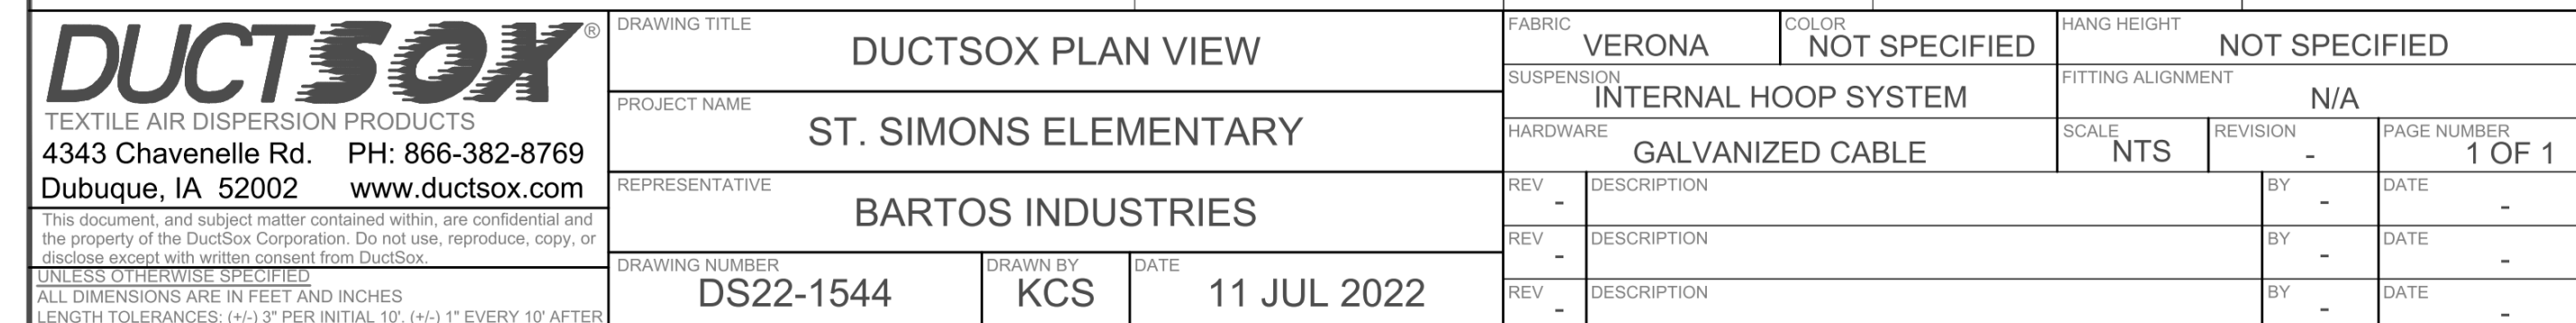 DUCTSOX®
TEXTILE AIR DISPERSION PRODUCTS
4343 Chavenelle Rd. PH: 866-382-8769
Dubuque, IA 52002 www.ductsox.com
This document, and subject matter contained within, are confidential and
the property of the DuctSox Corporation. Do not use, reproduce, copy, or
disclose except with written consent from DuctSox.
UNLESS OTHERWISE SPECIFIED
ALL DIMENSIONS ARE IN FEET AND INCHES
LENGTH TOLERANCES: (+/-) 3" PER INITIAL 10', (+/-) 1" EVERY 10' AFTER
DRAWING TITLE
DUCTSOX PLAN VIEW
PROJECT NAME
ST. SIMONS ELEMENTARY
REPRESENTATIVE
BARTOS INDUSTRIES
DRAWING NUMBER
DS22-1544
DRAWN BY
KCS
DATE
11 JUL 2022
FABRIC
VERONA
COLOR
NOT SPECIFIED
HANG HEIGHT
NOT SPECIFIED
SUSPENSION
INTERNAL HOOP SYSTEM
FITTING ALIGNMENT
N/A
HARDWARE
GALVANIZED CABLE
SCALE
NTS
REVISION
-
PAGE NUMBER
1 OF 1
REV
-
DESCRIPTION
BY
-
DATE
-
REV
-
DESCRIPTION
BY
-
DATE
-
REV
-
DESCRIPTION
BY
-
DATE
-